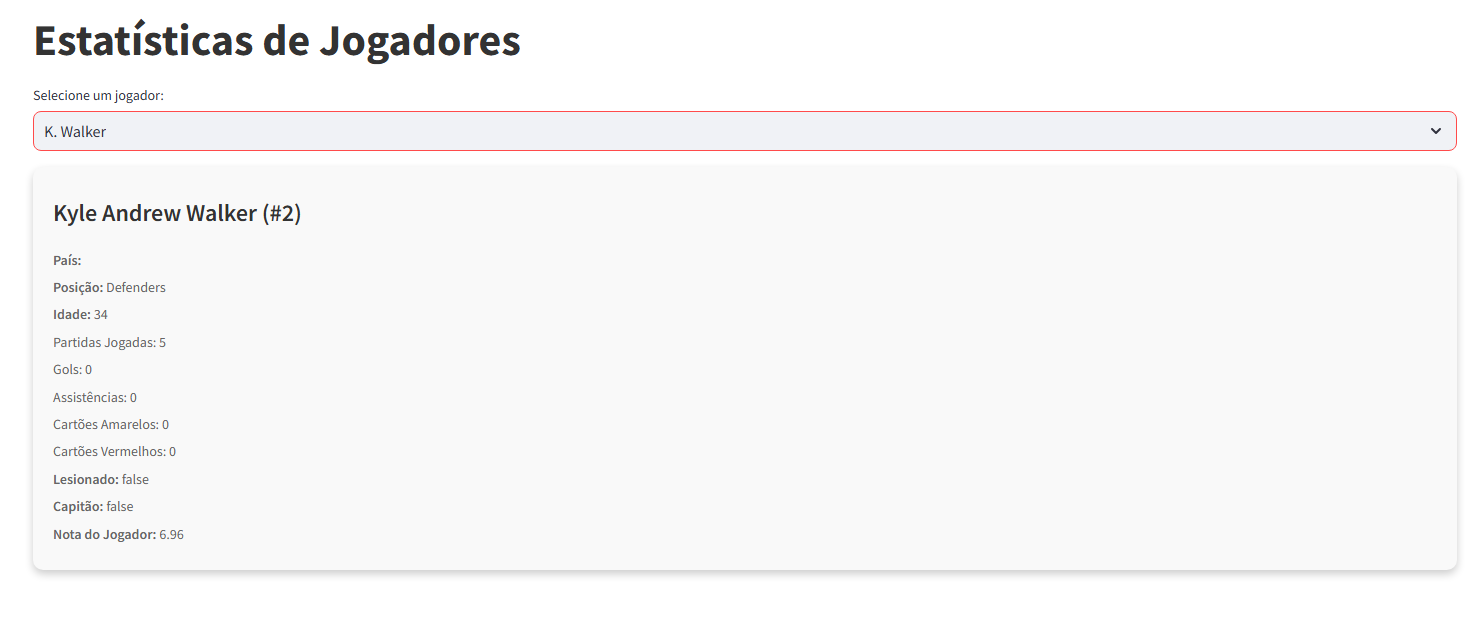 Estatísticas de Jogadores
Selecione um jogador:
K. Walker
Kyle Andrew Walker (#2)
País:
Posição: Defenders
Idade: 34
Partidas Jogadas: 5
Gols: 0
Assistências: 0
Cartões Amarelos: 0
Cartões Vermelhos: 0
Lesionado: false
Capitão: false
Nota do Jogador: 6.96